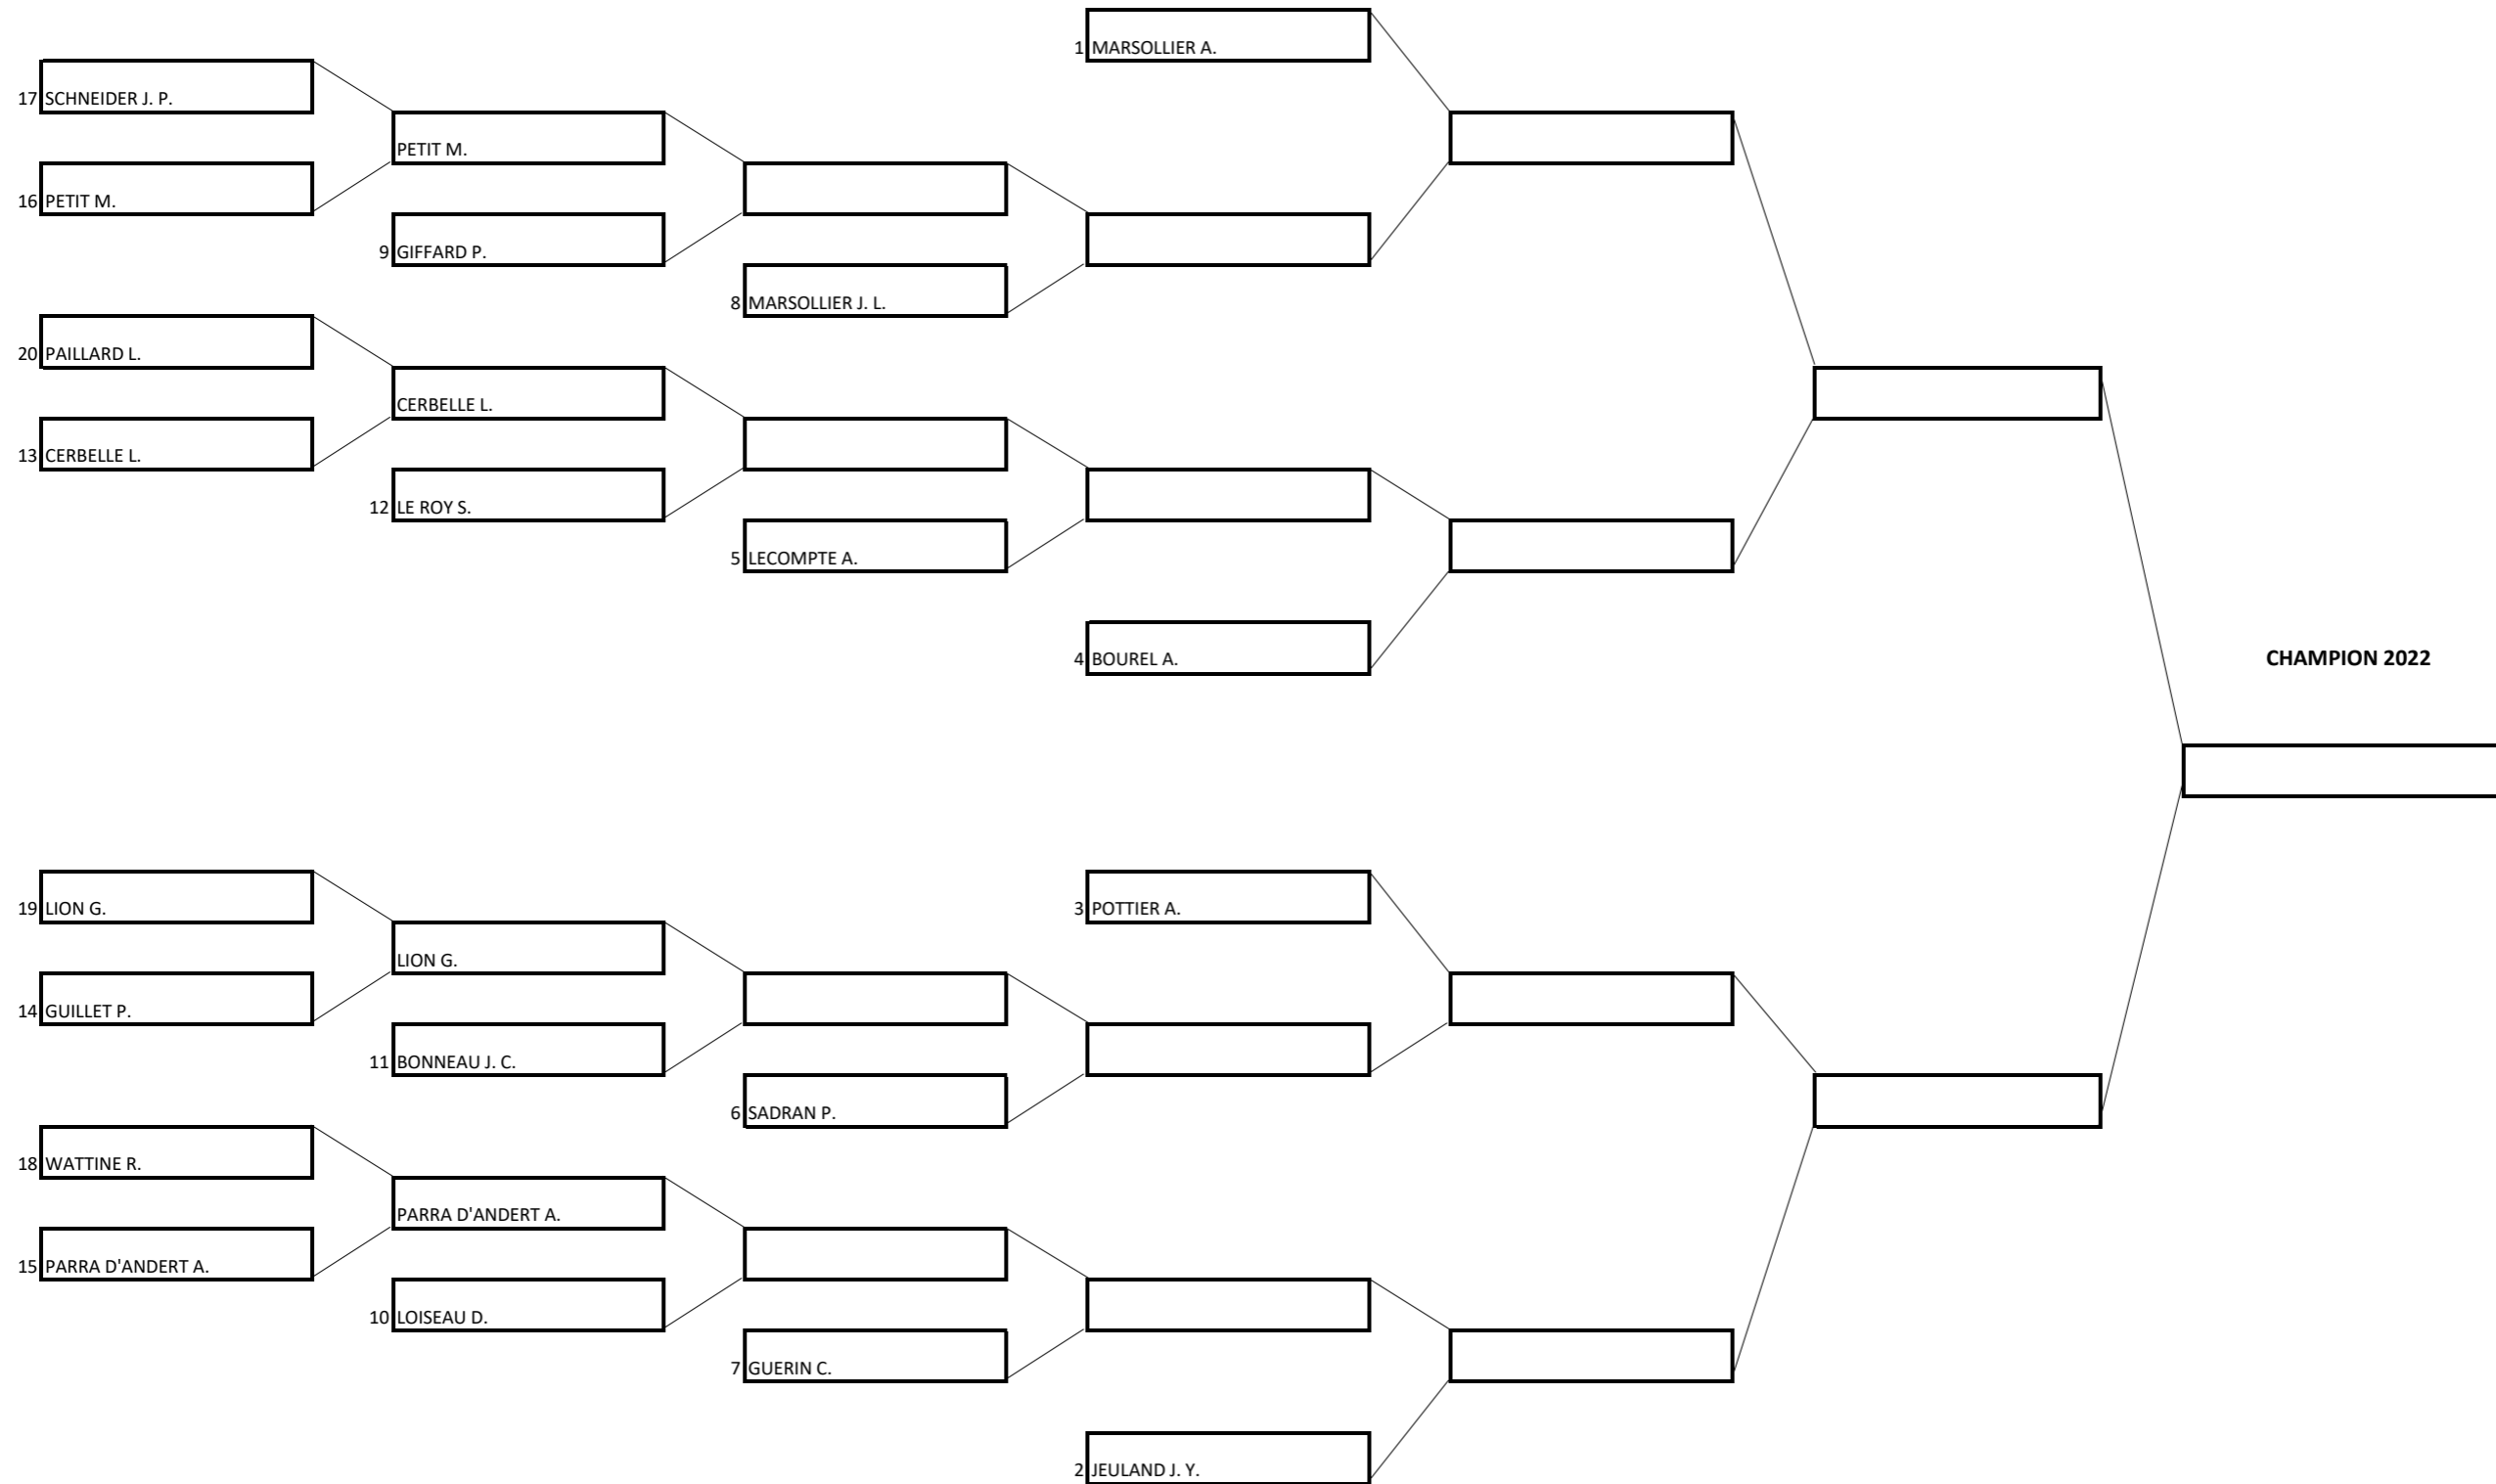 1 MARSOLLIER A.
17 SCHNEIDER J. P.
PETIT M.
16 PETIT M.
9 GIFFARD P.
8 MARSOLLIER J. L.
20 PAILLARD L.
CERBELLE L.
13 CERBELLE L.
12 LE ROY S.
5 LECOMPTE A.
4 BOUREL A.
CHAMPION 2022
19 LION G.
3 POTTIER A.
LION G.
14 GUILLET P.
11 BONNEAU J. C.
6 SADRAN P.
18 WATTINE R.
PARRA D'ANDERT A.
15 PARRA D'ANDERT A.
10 LOISEAU D.
7 GUERIN C.
2 JEULAND J. Y.